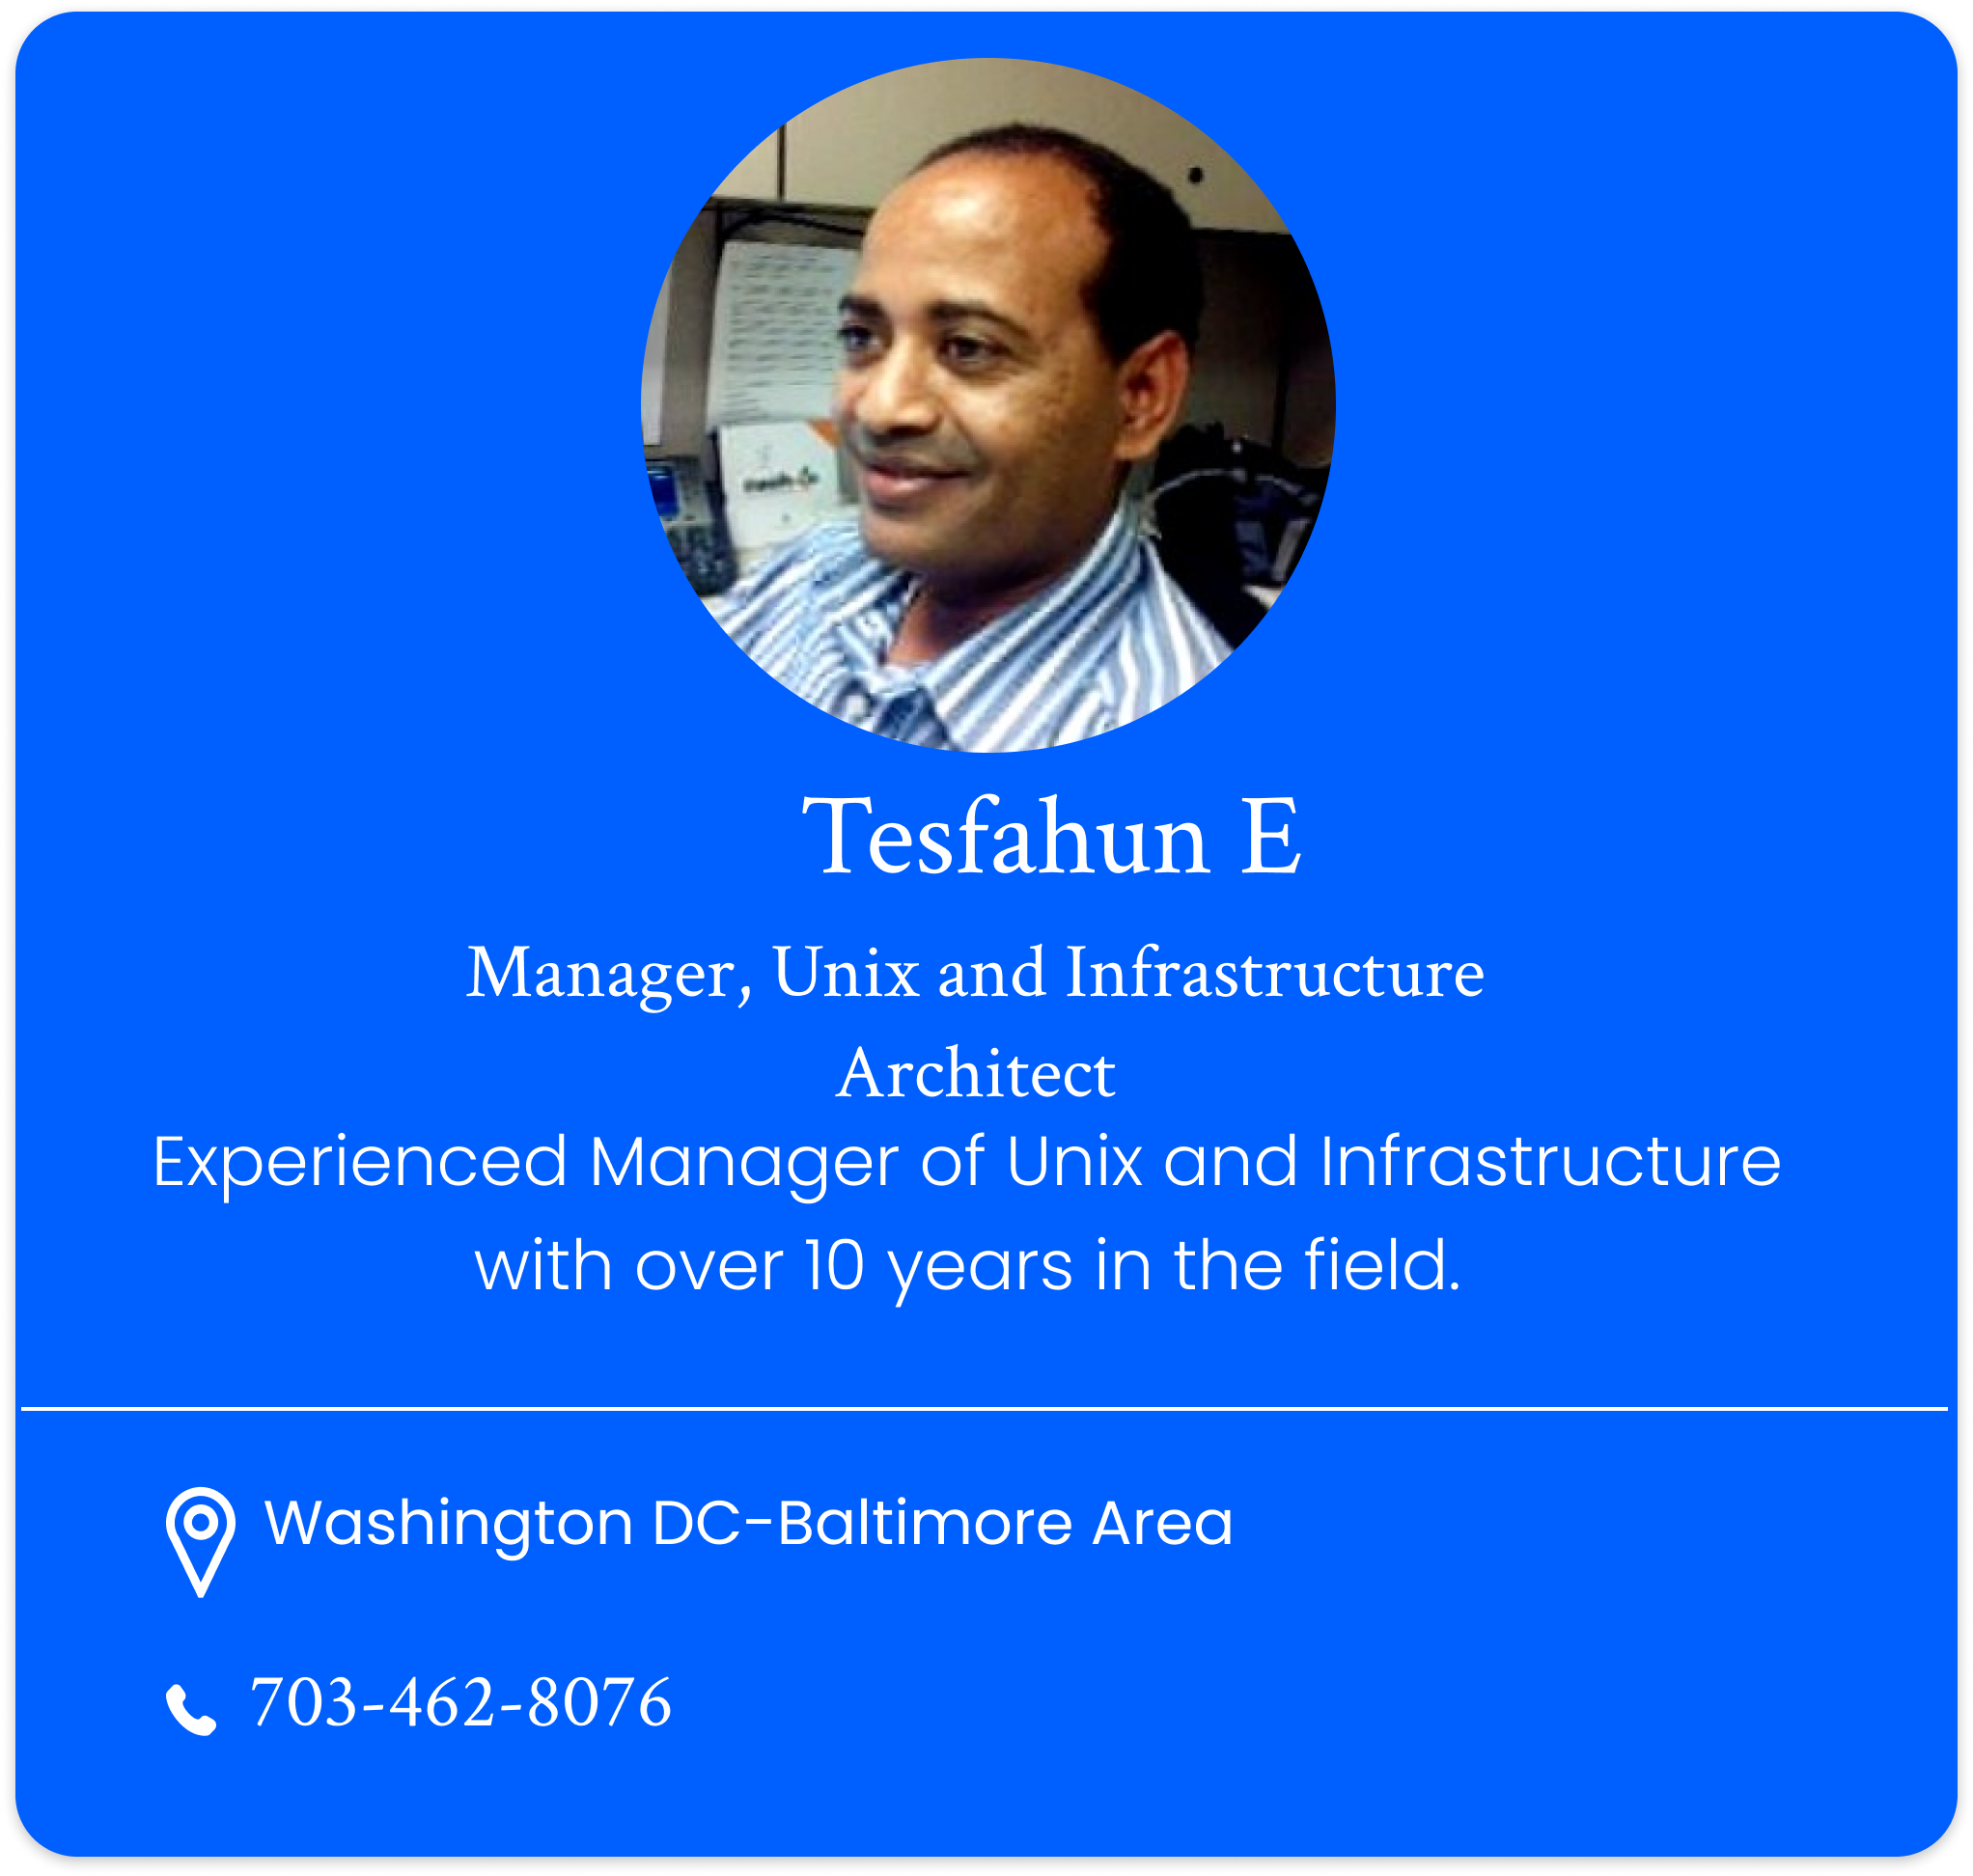 Tesfahun E
Manager, Unix and Infrastructure
Architect
Experienced Manager of Unix and Infrastructure
with over 10 years in the field.
Washington DC-Baltimore Area
703-462-8076